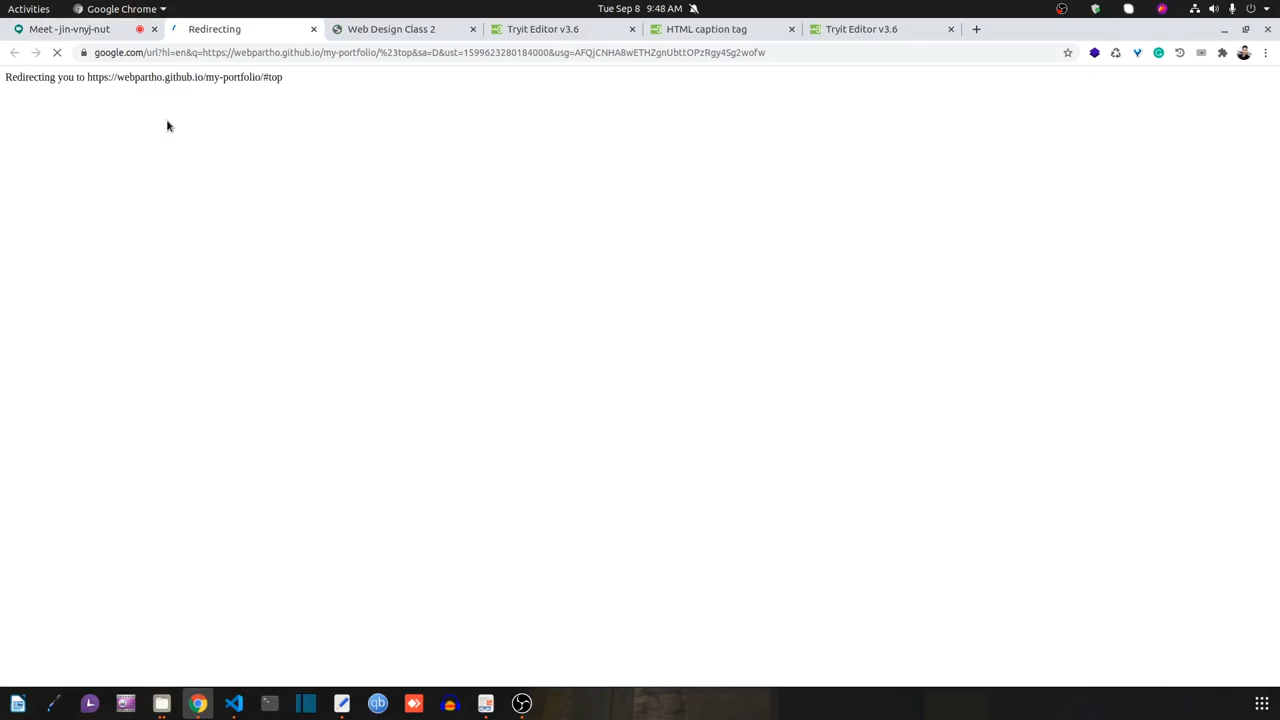 Activities
Google Chrome
Tue Sep 8 9:48 AM
Meet - jin-vnyj-nut
Redirecting
Web Design Class 2
Tryit Editor v3.6
HTML caption tag
Tryit Editor v3.6
google.com/url?hl=en&q=https://webpartho.github.io/my-portfolio/%23top&sa=D&ust=1599623280184000&usg=AFQjCNHA8wETHZgnUbttOPzRgy4Sg2wofw
Redirecting you to https://webpartho.github.io/my-portfolio/#top
qb